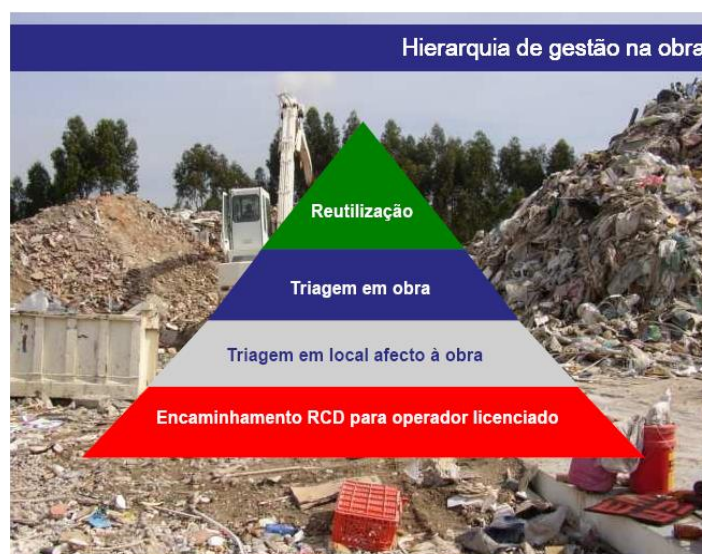 Hierarquia de gestão na obra
Reutilização
Triagem em obra
Triagem em local afecto à obra
Encaminhamento RCD para operador licenciado